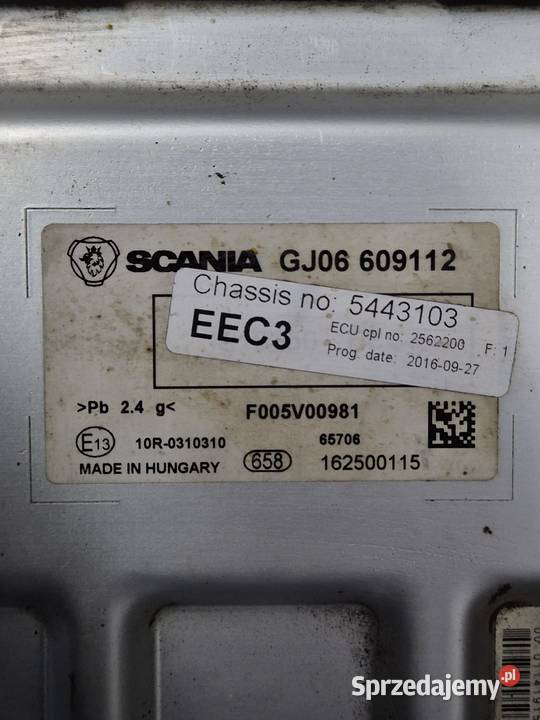 SCANIA GJ06 609112
Chassis no: 5443103
EEC3
ECU cpl no: 2562200 F: 1
Prog. date: 2016-09-27
>Pb 2.4 g< F005V00981
E13 10R-0310310 65706
MADE IN HUNGARY 658 162500115
Sprzedajemy.pl